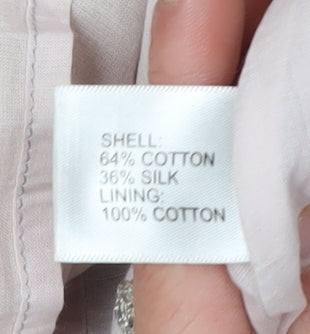 SHELL:
64% COTTON
36% SILK
LINING:
100% COTTON